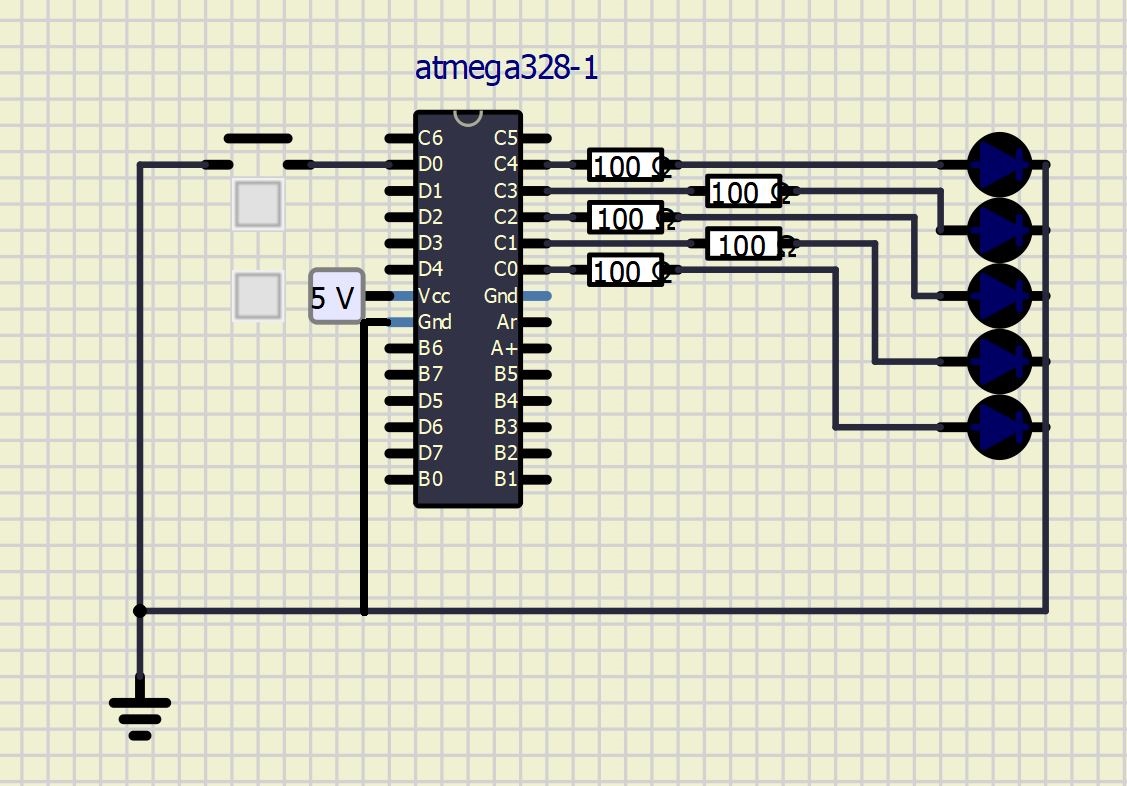 atmega328-1
C6 C5
D0 C4 100 Ω
D1 C3 100 Ω
D2 C2 100 Ω
D3 C1 100 Ω
D4 C0 100 Ω
5 V Vcc Gnd
Gnd Ar
B6 A+
B7 B5
D5 B4
D6 B3
D7 B2
B0 B1